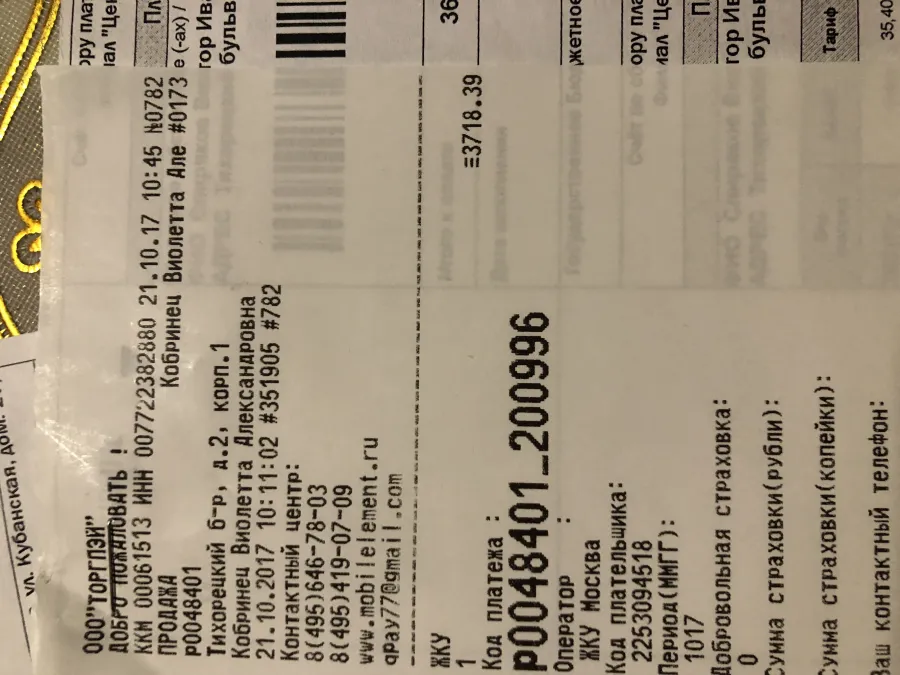 ООО"ТОРГПЭЙ"
ДОБРО ПОЖАЛОВАТЬ !
ККМ 00061513 ИНН 007722382880 21.10.17 10:45 №0782
ПРОДАЖА Кобринец Виолетта Але #0173
P0048401
Тихорецкий б-р, д.2, корп.1
Кобринец Виолетта Александровна
21.10.2017 10:11:02 #351905 #782
Контактный центр:
8(495)646-78-03
8(495)419-07-09
www.mobilelement.ru
qpay77@gmail.com
ЖКУ
1 ≡3718.39
Код платежа :
P0048401_200996
Оператор :
ЖКУ Москва
Код плательщика:
2253094518
Период(ММГГ):
1017
Добровольная страховка:
0
Сумма страховки(рубли):
Сумма страховки(копейки):
Ваш контактный телефон:
ул. Кубанская, дом.
36
Тариф
35,40